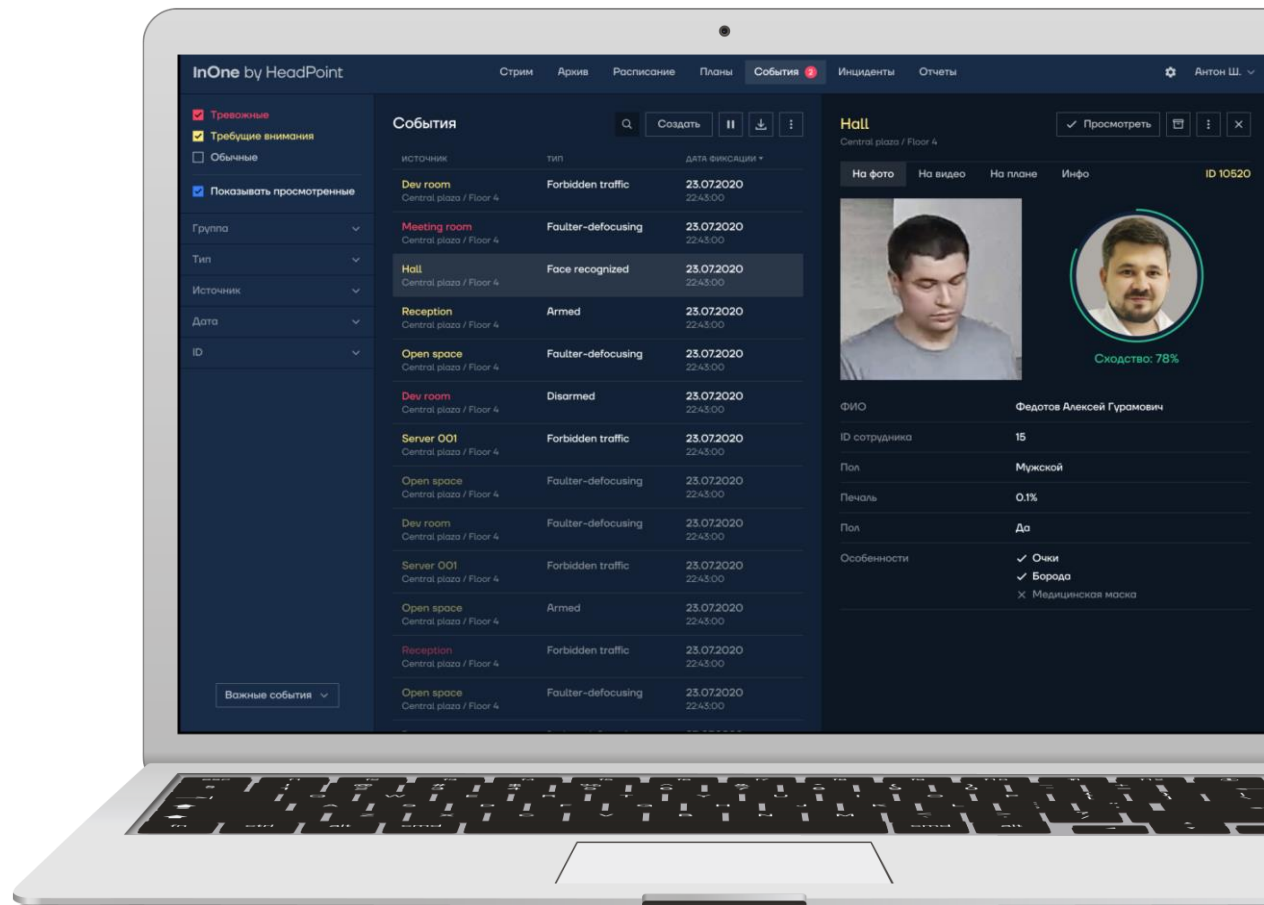 InOne by HeadPoint
Стрим Архив Расписание Планы События 2 Инциденты Отчеты Антон Ш.
Тревожные
Требущие внимания
Обычные
Показывать просмотренные
Группа
Тип
Источник
Дата
ID
Важные события
События
Создать
ИСТОЧНИК ТИП ДАТА ФИКСАЦИИ
Dev room Forbidden traffic 23.07.2020
Central plaza / Floor 4 22:43:00
Meeting room Faulter-defocusing 23.07.2020
Central plaza / Floor 4 22:43:00
Hall Face recognized 23.07.2020
Central plaza / Floor 4 22:43:00
Reception Armed 23.07.2020
Central plaza / Floor 4 22:43:00
Open space Faulter-defocusing 23.07.2020
Central plaza / Floor 4 22:43:00
Dev room Disarmed 23.07.2020
Central plaza / Floor 4 22:43:00
Server 001 Forbidden traffic 23.07.2020
Central plaza / Floor 4 22:43:00
Open space Faulter-defocusing 23.07.2020
Central plaza / Floor 4 22:43:00
Dev room Faulter-defocusing 23.07.2020
Central plaza / Floor 4 22:43:00
Server 001 Forbidden traffic 23.07.2020
Central plaza / Floor 4 22:43:00
Open space Armed 23.07.2020
Central plaza / Floor 4 22:43:00
Reception Forbidden traffic 23.07.2020
Central plaza / Floor 4 22:43:00
Open space Faulter-defocusing 23.07.2020
Central plaza / Floor 4 22:43:00
Hall
Central plaza / Floor 4
Просмотреть
На фото На видео На плане Инфо ID 10520
Сходство: 78%
ФИО Федотов Алексей Гурамович
ID сотрудника 15
Пол Мужской
Печаль 0.1%
Пол Да
Особенности Очки
Борода
Медицинская маска
fn ctrl alt cmd cmd alt